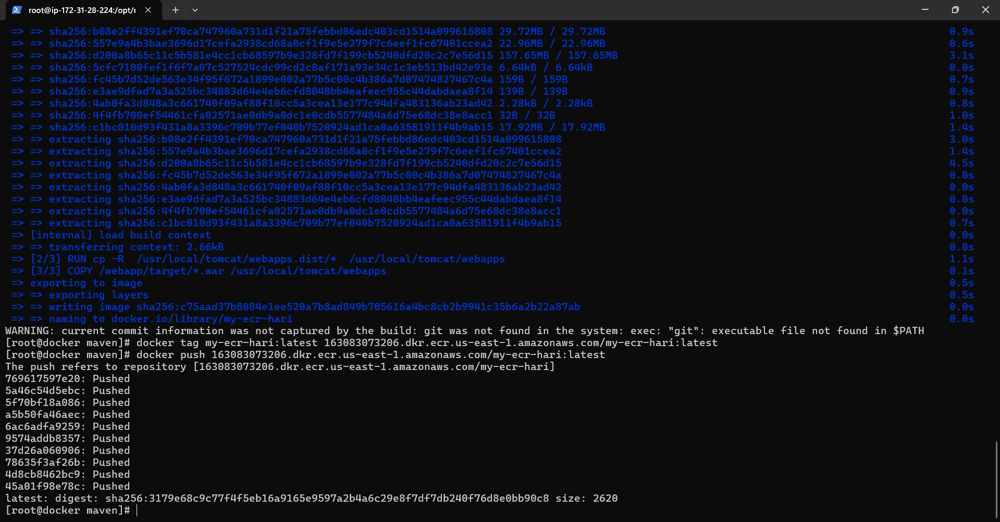 root@ip-172-31-28-224:/opt/r
=> => sha256:b08e2ff4391ef70ca747960a731d1f21a75febbd86edc403cd1514a099615808 29.72MB / 29.72MB 0.9s
=> => sha256:557e9a4b3bae3696d17cefa2938cd68a0cf1f9e5e279f7c6eef1fc67401ccea2 22.96MB / 22.96MB 0.6s
=> => sha256:d200a8b65c11c5b581e4cc1cb68597b9e328fd7f199cb5240dfd20c2c7e56d15 157.65MB / 157.65MB 3.1s
=> => sha256:5cfc7100fef1f6f7a07c527524cdc99cd2c8af171a93e34c1c3eb513bd42e93e 6.64kB / 6.64kB 0.0s
=> => sha256:fc45b7d52de563e34f95f672a1899e002a77b5c00c4b386a7d07474827467c4a 159B / 159B 0.7s
=> => sha256:e3ae9dfad7a3a525bc34883d64e4eb6cfd8048bb4eafeec955c44dabdaea8f14 139B / 139B 0.9s
=> => sha256:4ab0fa3d848a3c661740f09af88f10cc5a3cea13e177c94dfa483136ab23ad42 2.28kB / 2.28kB 0.8s
=> => sha256:4f4fb700ef54461cfa02571ae0db9a0dc1e0cdb5577484a6d75e68dc38e8acc1 32B / 32B 1.0s
=> => sha256:c1bc010d93f431a8a3396c709b77ef040b7520924ad1ca0a63581911f4b9ab15 17.92MB / 17.92MB 1.4s
=> => extracting sha256:b08e2ff4391ef70ca747960a731d1f21a75febbd86edc403cd1514a099615808 3.0s
=> => extracting sha256:557e9a4b3bae3696d17cefa2938cd68a0cf1f9e5e279f7c6eef1fc67401ccea2 1.4s
=> => extracting sha256:d200a8b65c11c5b581e4cc1cb68597b9e328fd7f199cb5240dfd20c2c7e56d15 4.5s
=> => extracting sha256:fc45b7d52de563e34f95f672a1899e002a77b5c00c4b386a7d07474827467c4a 0.0s
=> => extracting sha256:4ab0fa3d848a3c661740f09af88f10cc5a3cea13e177c94dfa483136ab23ad42 0.0s
=> => extracting sha256:e3ae9dfad7a3a525bc34883d64e4eb6cfd8048bb4eafeec955c44dabdaea8f14 0.0s
=> => extracting sha256:4f4fb700ef54461cfa02571ae0db9a0dc1e0cdb5577484a6d75e68dc38e8acc1 0.0s
=> => extracting sha256:c1bc010d93f431a8a3396c709b77ef040b7520924ad1ca0a63581911f4b9ab15 0.7s
=> [internal] load build context 0.0s
=> => transferring context: 2.66kB 0.0s
=> [2/3] RUN cp -R  /usr/local/tomcat/webapps.dist/*  /usr/local/tomcat/webapps 1.1s
=> [3/3] COPY /webapp/target/*.war /usr/local/tomcat/webapps 0.1s
=> exporting to image 0.5s
=> => exporting layers 0.5s
=> => writing image sha256:c75aad37b8084e1ee520a7b8ad849b705616a4bc8cb2b9941c35b6a2b22a87ab 0.0s
=> => naming to docker.io/library/my-ecr-hari 0.0s
WARNING: current commit information was not captured by the build: git was not found in the system: exec: "git": executable file not found in $PATH
[root@docker maven]# docker tag my-ecr-hari:latest 163083073206.dkr.ecr.us-east-1.amazonaws.com/my-ecr-hari:latest
[root@docker maven]# docker push 163083073206.dkr.ecr.us-east-1.amazonaws.com/my-ecr-hari:latest
The push refers to repository [163083073206.dkr.ecr.us-east-1.amazonaws.com/my-ecr-hari]
769617597e20: Pushed
5a46c54d5ebc: Pushed
5f70bf18a086: Pushed
a5b50fa46aec: Pushed
6ac6adfa9259: Pushed
9574addb8357: Pushed
37d26a060906: Pushed
78635f3af26b: Pushed
4d8cb8462bc9: Pushed
45a01f98e78c: Pushed
latest: digest: sha256:3179e68c9c77f4f5eb16a9165e9597a2b4a6c29e8f7df7db240f76d8e0bb90c8 size: 2620
[root@docker maven]#